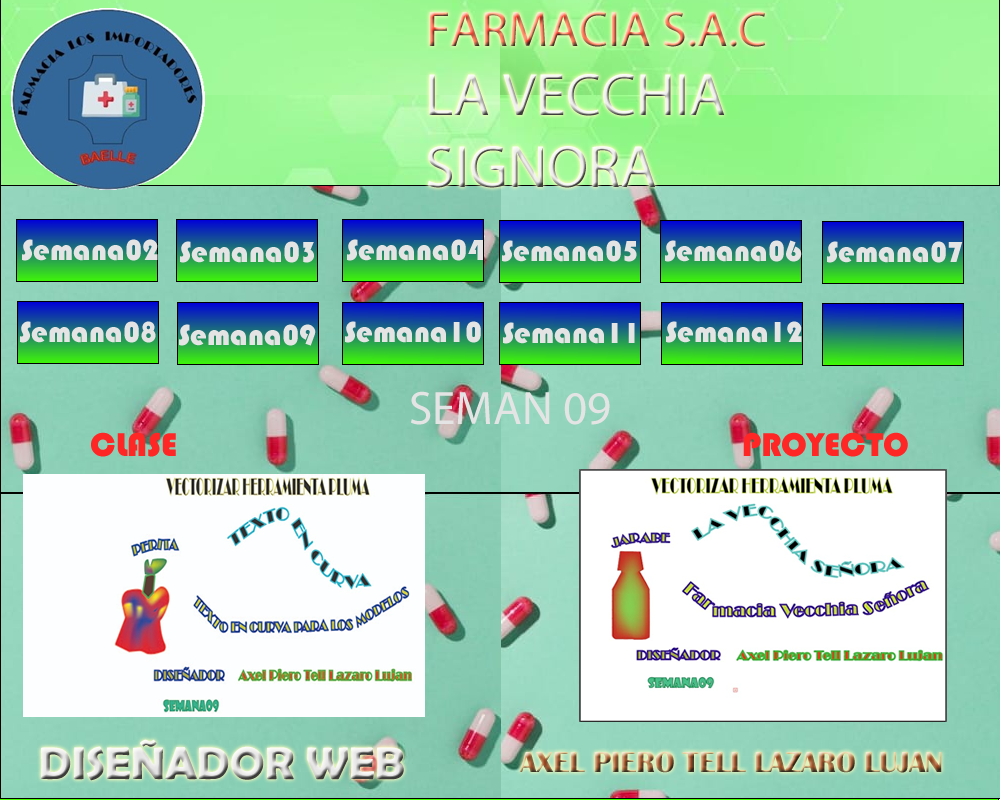 FARMACIA LOS IMPORTADORES
BAELLE
FARMACIA S.A.C
LA VECCHIA
SIGNORA
Semana02 Semana03 Semana04 Semana05 Semana06 Semana07
Semana08 Semana09 Semana10 Semana11 Semana12
SEMAN 09
CLASE
PROYECTO
VECTORIZAR HERRAMIENTA PLUMA
TEXTO EN CURVA
PERITA
TEXTO EN CURVA PARA LOS MODELOS
DISEÑADOR Axel Piero Tell Lazaro Lujan
SEMANA09
VECTORIZAR HERRAMIENTA PLUMA
LA VECCHIA SEÑORA
JARABE
Farmacia Vecchia Señora
DISEÑADOR Axel Piero Tell Lazaro Lujan
SEMANA09
DISEÑADOR WEB
AXEL PIERO TELL LAZARO LUJAN